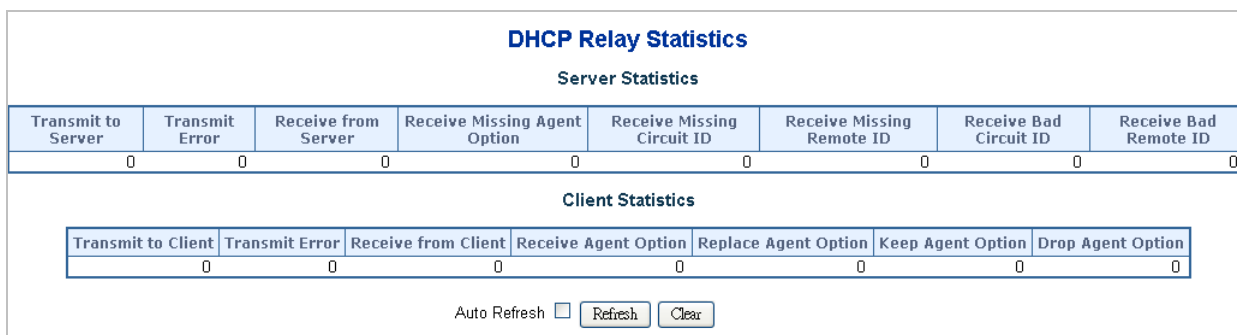 DHCP Relay Statistics
Server Statistics
Transmit to Server Transmit Error Receive from Server Receive Missing Agent Option Receive Missing Circuit ID Receive Missing Remote ID Receive Bad Circuit ID Receive Bad Remote ID
0 0 0 0 0 0 0 0
Client Statistics
Transmit to Client Transmit Error Receive from Client Receive Agent Option Replace Agent Option Keep Agent Option Drop Agent Option
0 0 0 0 0 0 0
Auto Refresh Refresh Clear